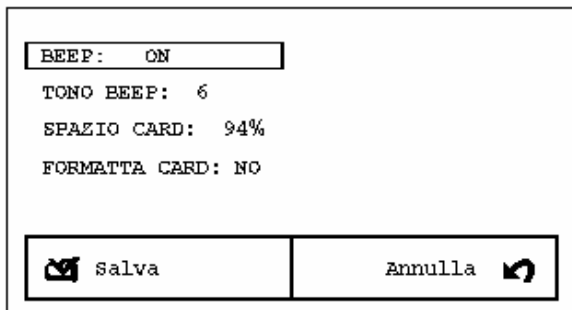 BEEP: ON
TONO BEEP: 6
SPAZIO CARD: 94%
FORMATTA CARD: NO
Salva Annulla